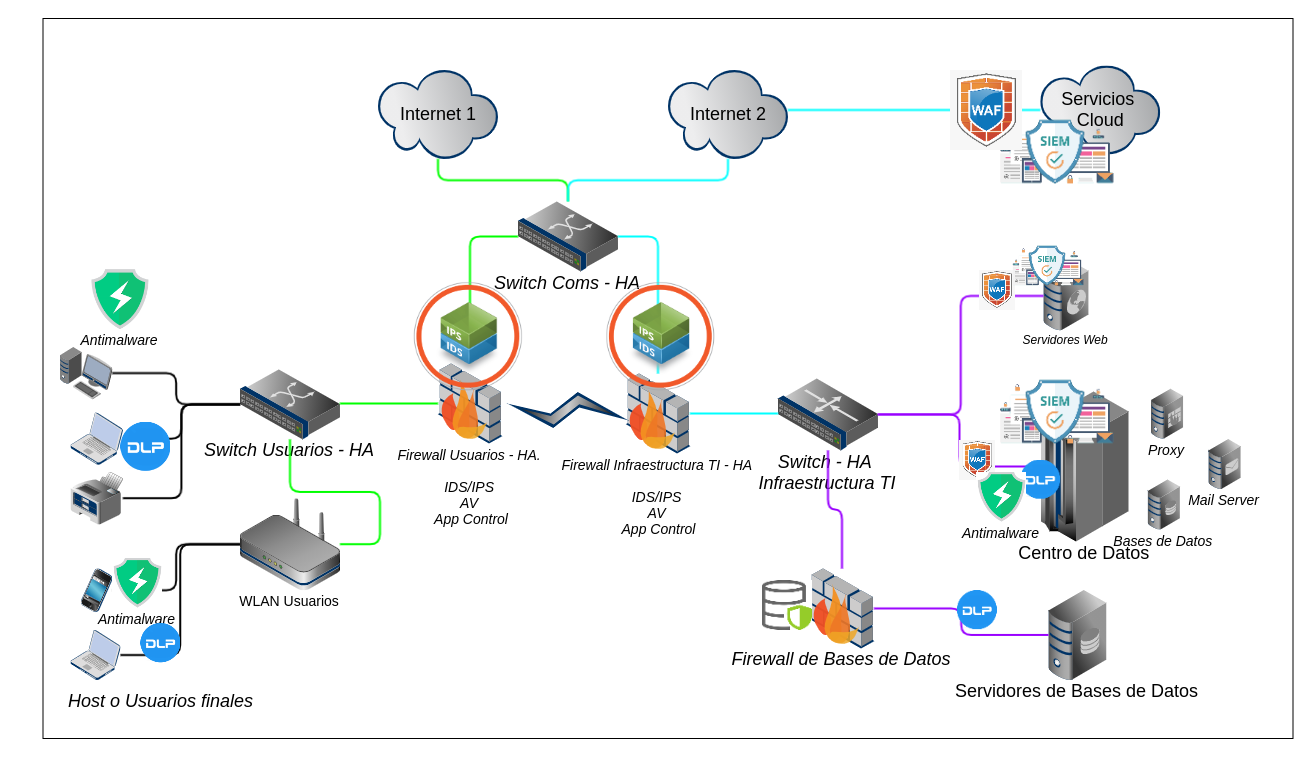 Internet 1
Internet 2
WAF
Servicios
Cloud
SIEM
Switch Coms - HA
Antimalware
IPS
IDS
IPS
IDS
SIEM
WAF
Servidores Web
DLP
Switch Usuarios - HA
Firewall Usuarios - HA.
IDS/IPS
AV
App Control
Firewall Infraestructura TI - HA
IDS/IPS
AV
App Control
Switch - HA
Infraestructura TI
SIEM
WAF
DLP
Antimalware
Proxy
Mail Server
Bases de Datos
Centro de Datos
WLAN Usuarios
Antimalware
DLP
Host o Usuarios finales
Firewall de Bases de Datos
DLP
Servidores de Bases de Datos